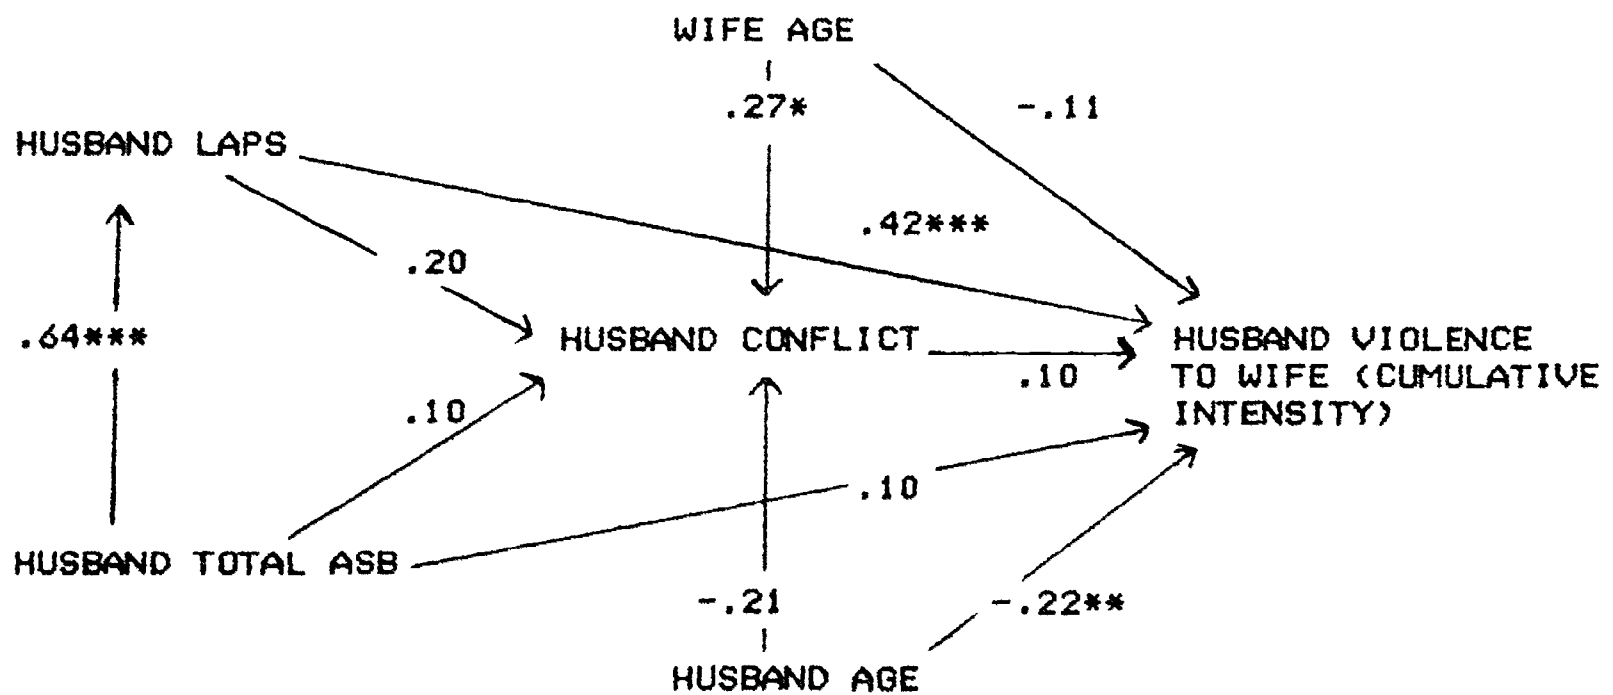 WIFE AGE
.27*
-.11
HUSBAND LAPS
.42***
.20
.64***
HUSBAND CONFLICT
HUSBAND VIOLENCE
TO WIFE (CUMULATIVE
INTENSITY)
.10
.10
.10
HUSBAND TOTAL ASB
-.21
-.22**
HUSBAND AGE